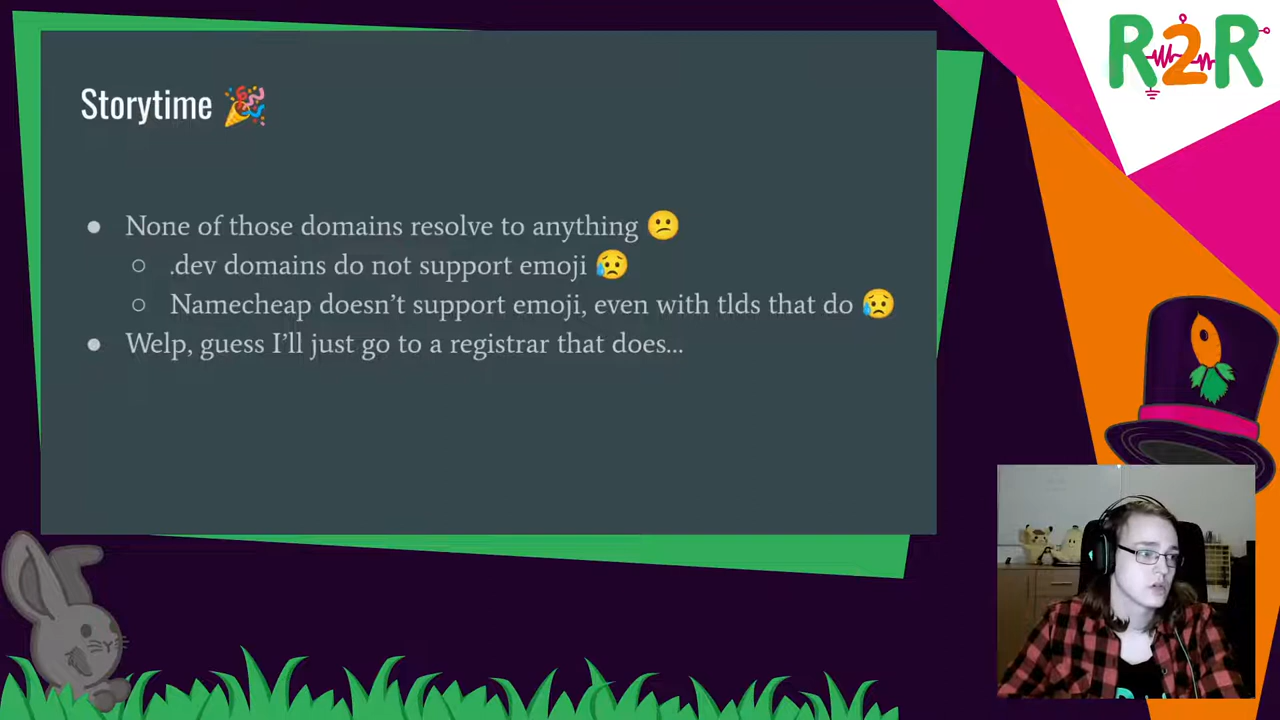 R2R
Storytime 🎉
● None of those domains resolve to anything 😕
○ .dev domains do not support emoji 😥
○ Namecheap doesn’t support emoji, even with tlds that do 😥
● Welp, guess I’ll just go to a registrar that does...